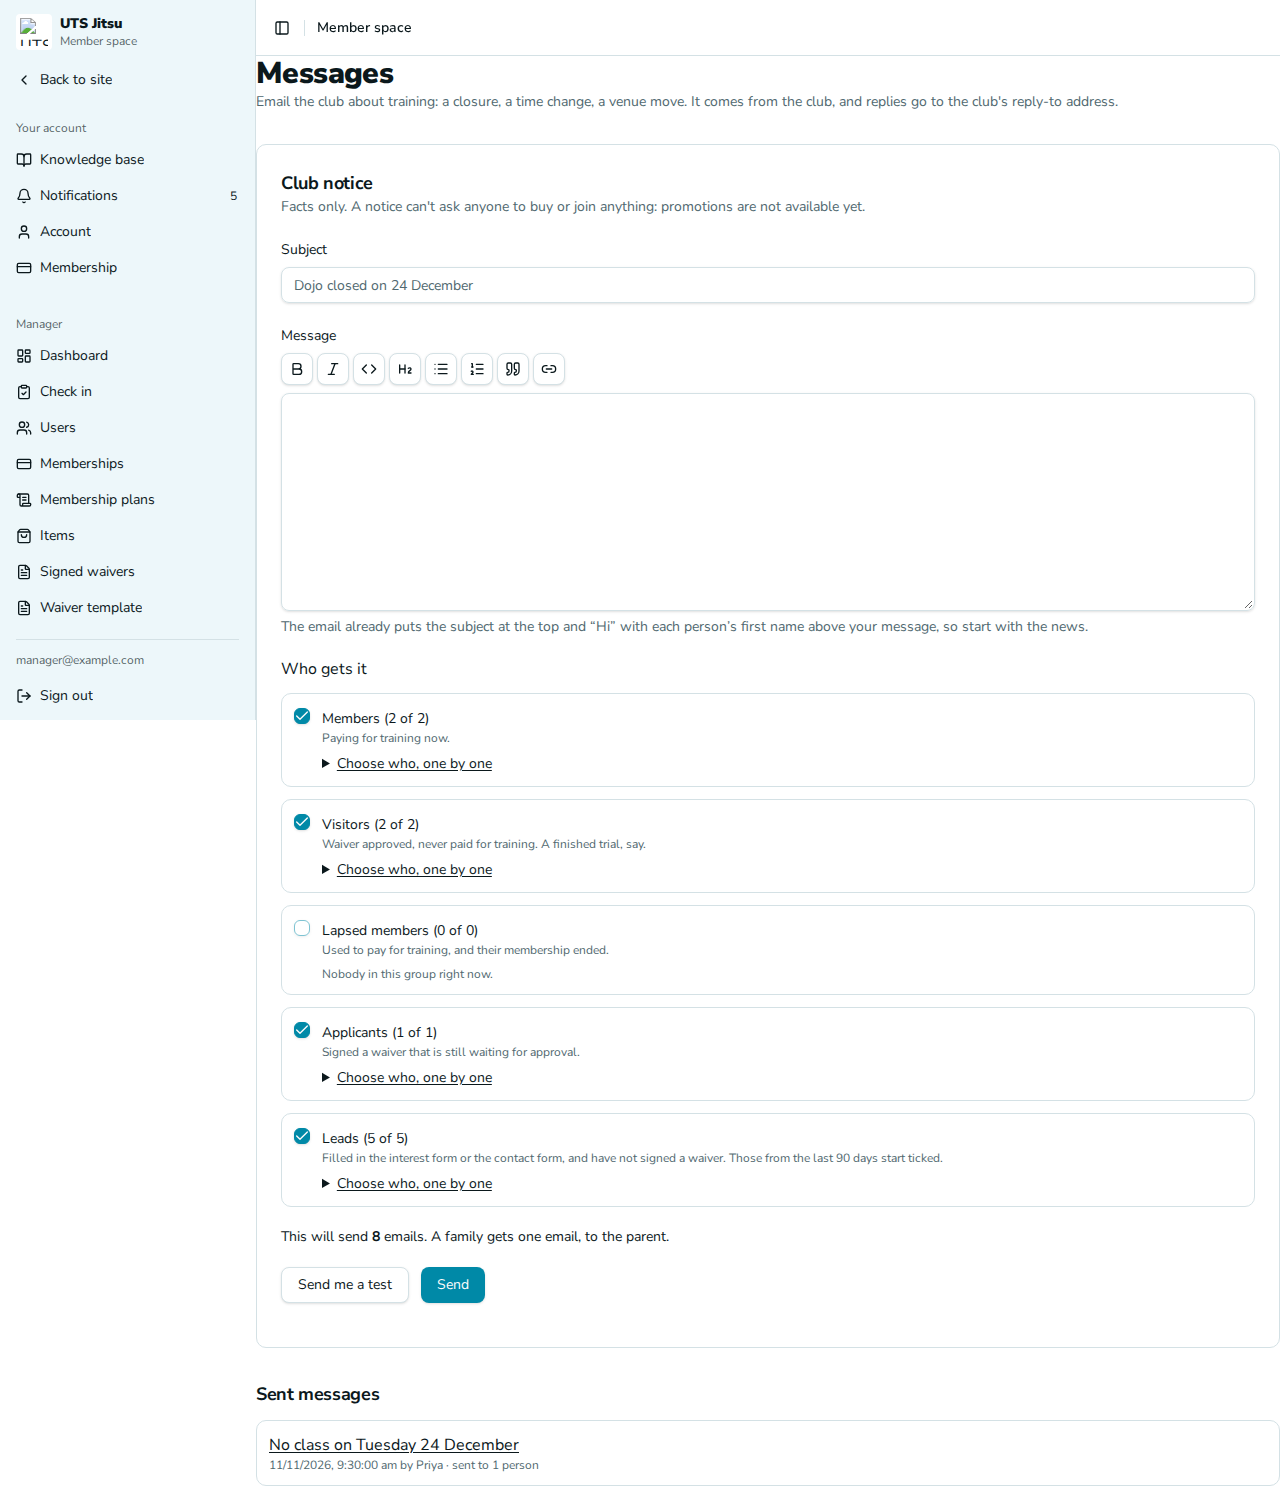 UTS Jitsu
Member space
Back to site
Your account
Knowledge base
Notifications 5
Account
Membership
Manager
Dashboard
Check in
Users
Memberships
Membership plans
Items
Signed waivers
Waiver template
manager@example.com
Sign out
Member space
Messages
Email the club about training: a closure, a time change, a venue move. It comes from the club, and replies go to the club's reply-to address.
Club notice
Facts only. A notice can't ask anyone to buy or join anything: promotions are not available yet.
Subject
Dojo closed on 24 December
Message
The email already puts the subject at the top and “Hi” with each person’s first name above your message, so start with the news.
Who gets it
Members (2 of 2)
Paying for training now.
Choose who, one by one
Visitors (2 of 2)
Waiver approved, never paid for training. A finished trial, say.
Choose who, one by one
Lapsed members (0 of 0)
Used to pay for training, and their membership ended.
Nobody in this group right now.
Applicants (1 of 1)
Signed a waiver that is still waiting for approval.
Choose who, one by one
Leads (5 of 5)
Filled in the interest form or the contact form, and have not signed a waiver. Those from the last 90 days start ticked.
Choose who, one by one
This will send 8 emails. A family gets one email, to the parent.
Send me a test Send
Sent messages
No class on Tuesday 24 December
11/11/2026, 9:30:00 am by Priya · sent to 1 person